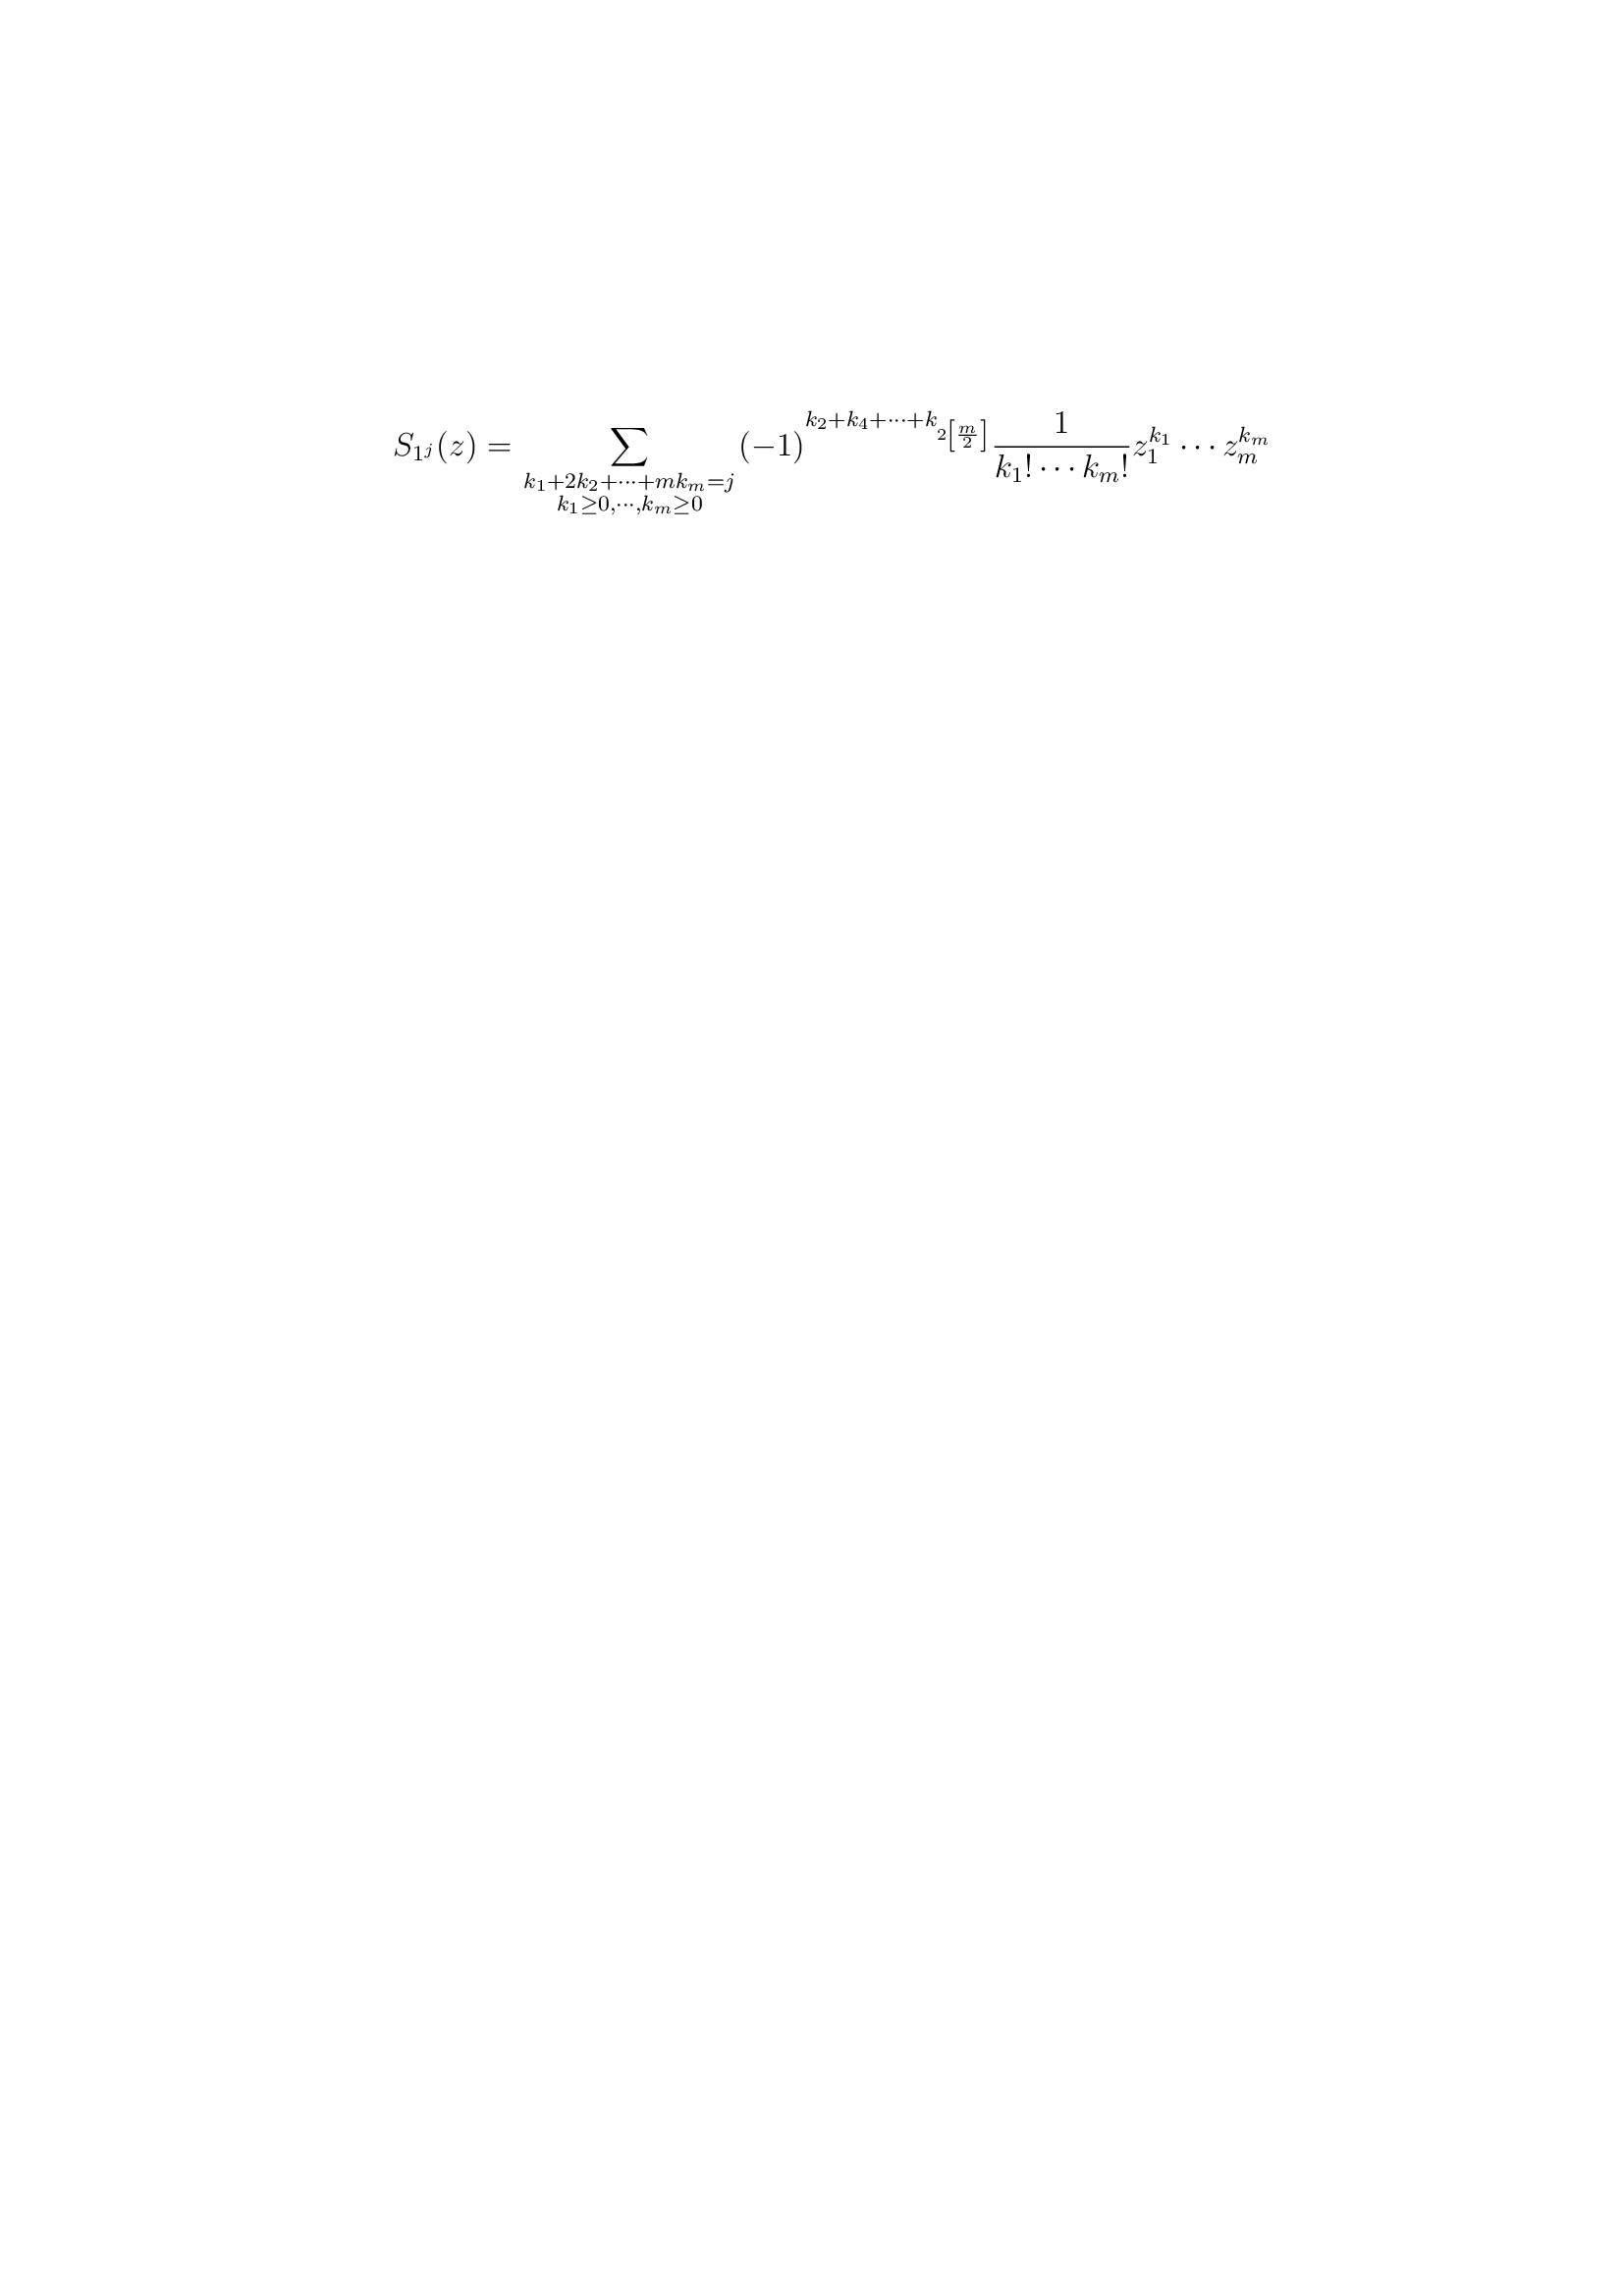 $$S_{1^j}(z) = \sum_{\substack{k_1+2k_2+\cdots+mk_m=j \\ k_1\geq 0,\cdots,k_m\geq 0}} (-1)^{k_2+k_4+\cdots+k_{2\left[\frac{m}{2}\right]}} \frac{1}{k_1!\cdots k_m!} z_1^{k_1}\cdots z_m^{k_m}$$